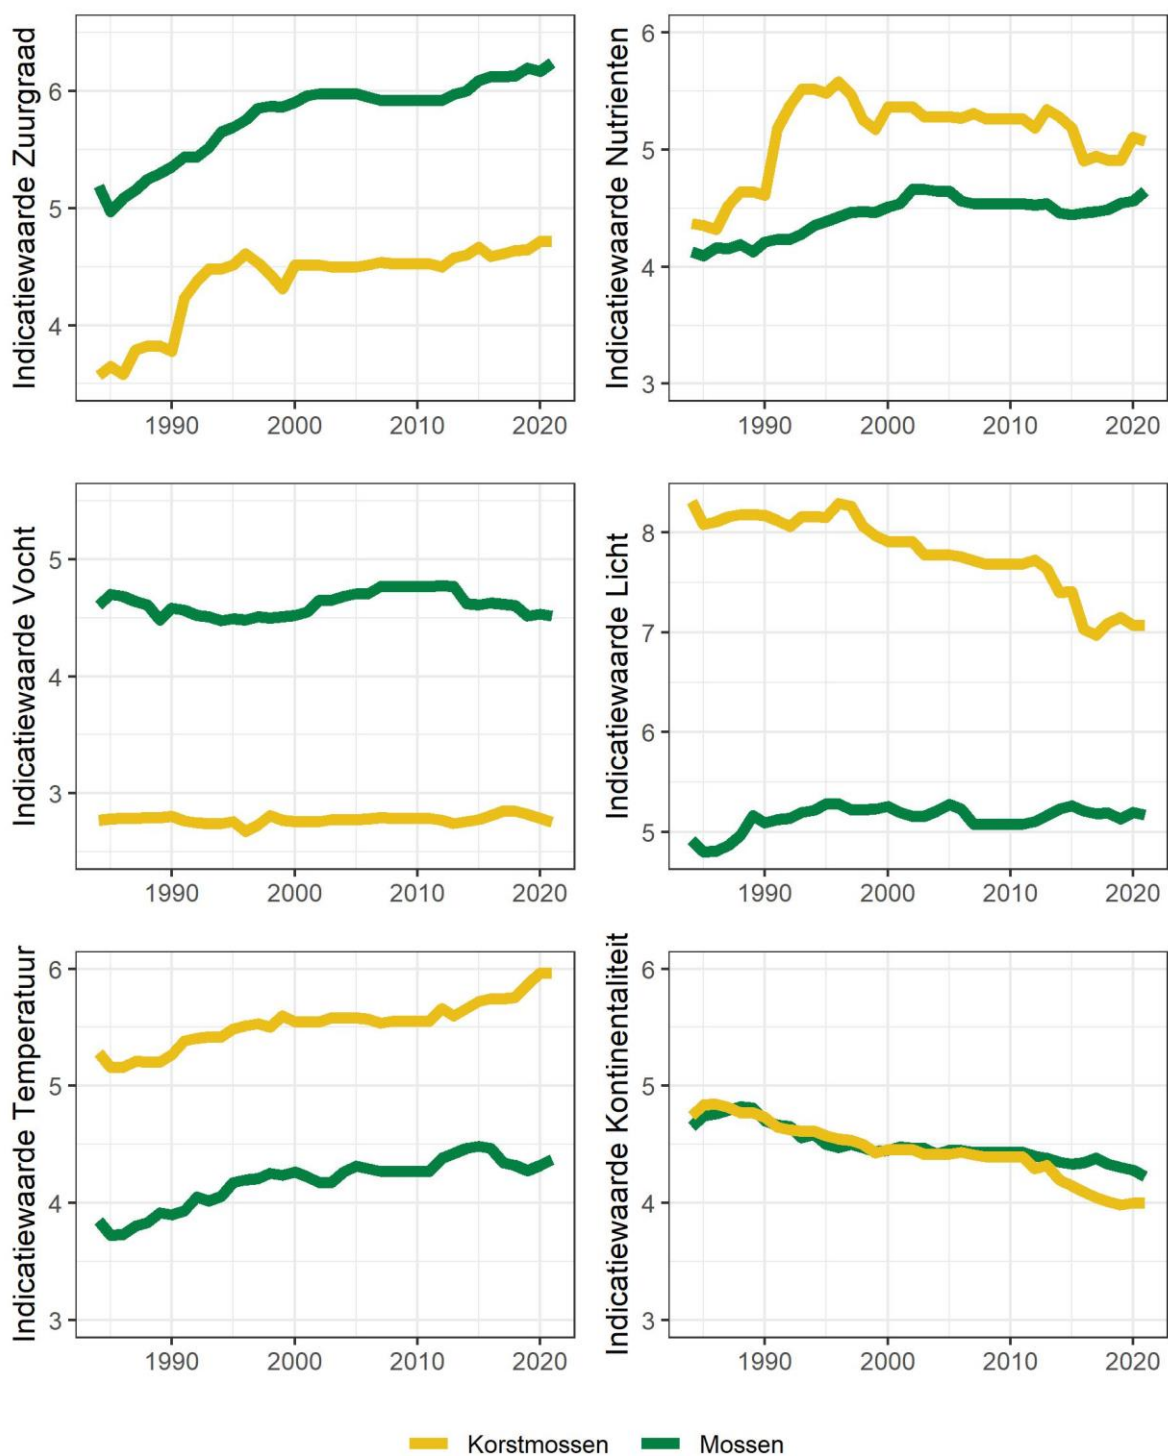 Indicatiewaarde Zuurgraad
6
5
4
1990 2000 2010 2020
Indicatiewaarde Nutrienten
6
5
4
3
1990 2000 2010 2020
Indicatiewaarde Vocht
5
4
3
1990 2000 2010 2020
Indicatiewaarde Licht
8
7
6
5
1990 2000 2010 2020
Indicatiewaarde Temperatuur
6
5
4
3
1990 2000 2010 2020
Indicatiewaarde Kontinentaliteit
6
5
4
3
1990 2000 2010 2020
Korstmossen Mossen